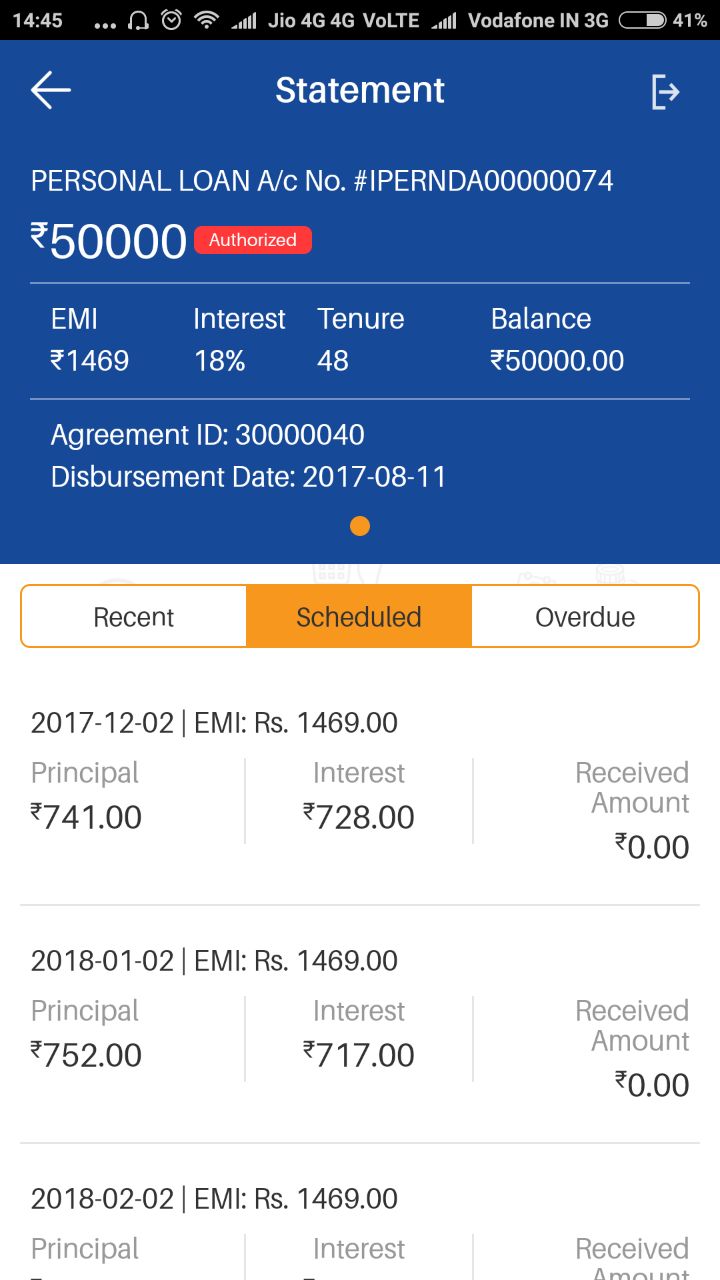 14:45 ... Jio 4G 4G VoLTE Vodafone IN 3G 41%
Statement
PERSONAL LOAN A/c No. #IPERNDA00000074
₹50000 Authorized
EMI Interest Tenure Balance
₹1469 18% 48 ₹50000.00
Agreement ID: 30000040
Disbursement Date: 2017-08-11
Recent Scheduled Overdue
2017-12-02 | EMI: Rs. 1469.00
Principal Interest Received
Amount
₹741.00 ₹728.00
₹0.00
2018-01-02 | EMI: Rs. 1469.00
Principal Interest Received
Amount
₹752.00 ₹717.00
₹0.00
2018-02-02 | EMI: Rs. 1469.00
Principal Interest Received
Amount